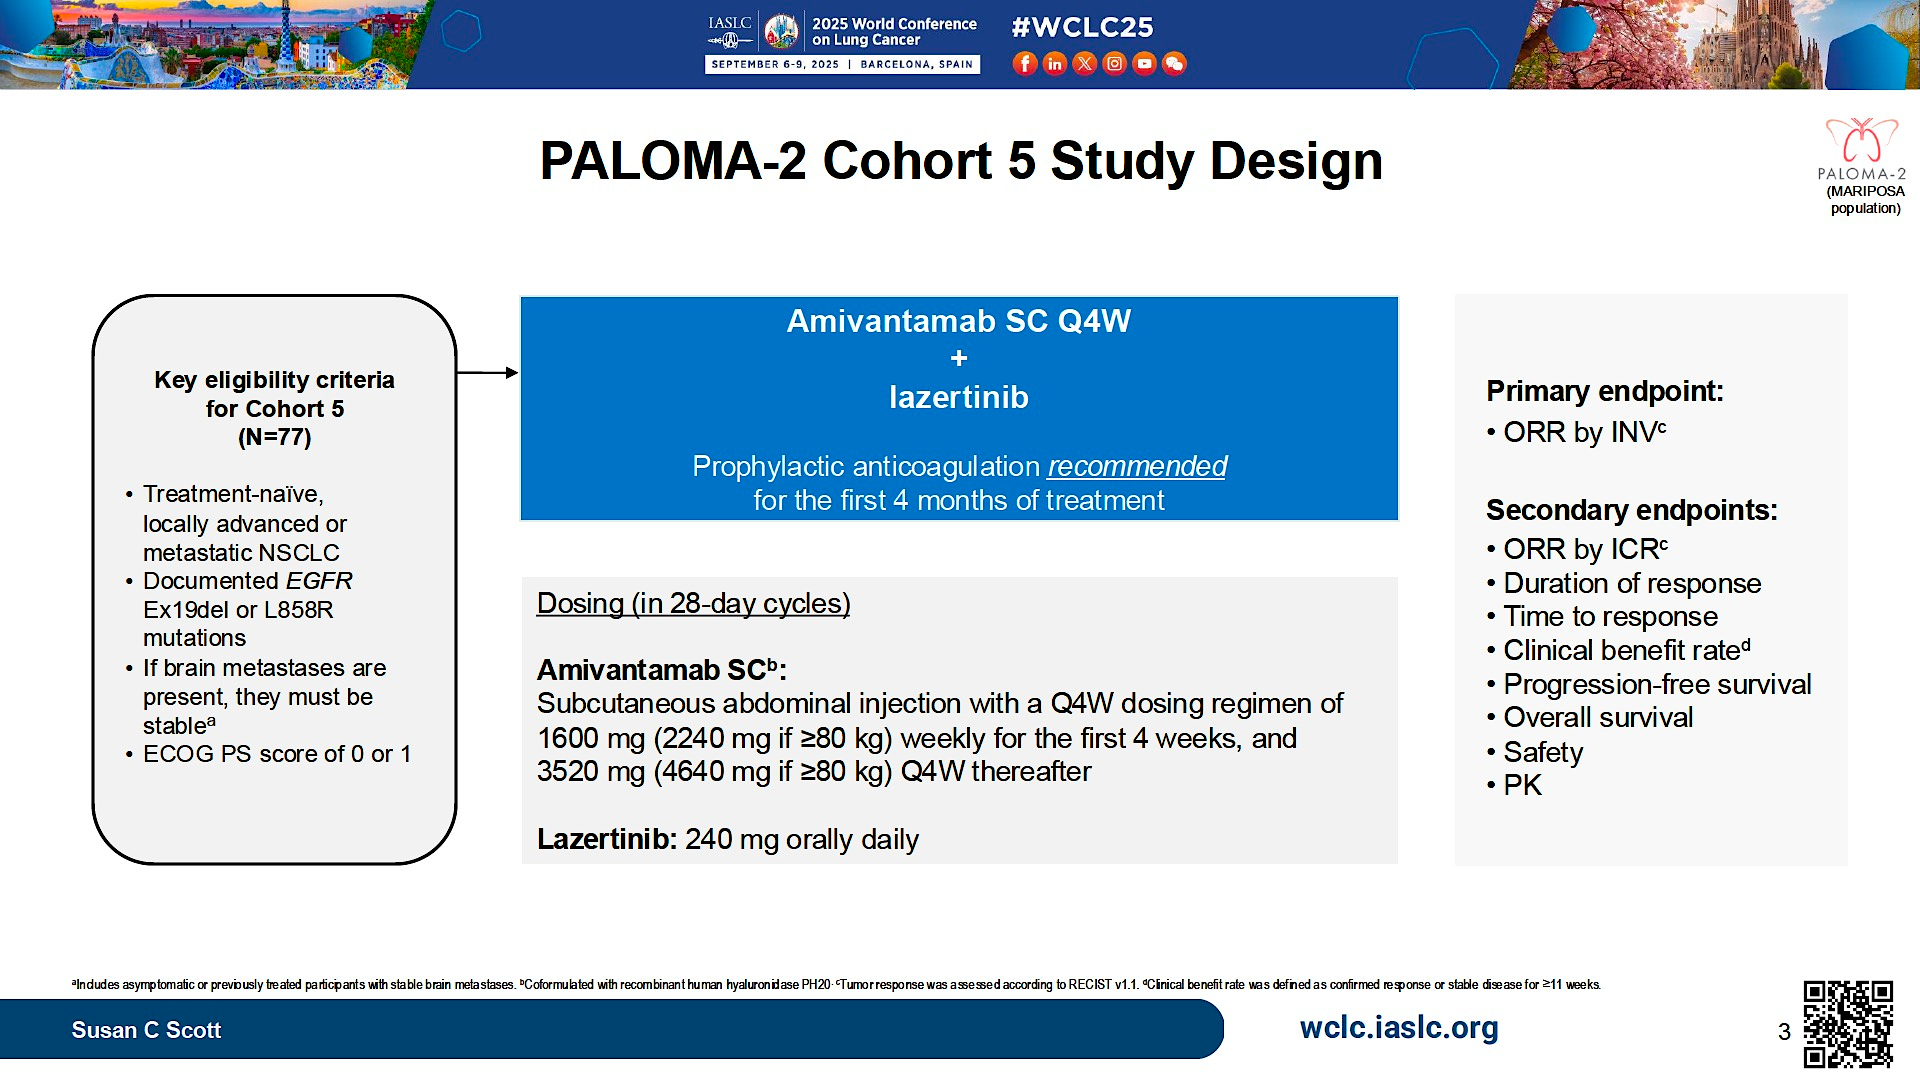 IASLC
2025 World Conference
on Lung Cancer
SEPTEMBER 6-9, 2025 | BARCELONA, SPAIN
#WCLC25
PALOMA-2 Cohort 5 Study Design
PALOMA-2
(MARIPOSA
population)
Key eligibility criteria
for Cohort 5
(N=77)
• Treatment-naïve,
locally advanced or
metastatic NSCLC
• Documented EGFR
Ex19del or L858R
mutations
• If brain metastases are
present, they must be
stableᵃ
• ECOG PS score of 0 or 1
Amivantamab SC Q4W
+
lazertinib
Prophylactic anticoagulation recommended
for the first 4 months of treatment
Dosing (in 28-day cycles)
Amivantamab SCᵇ:
Subcutaneous abdominal injection with a Q4W dosing regimen of
1600 mg (2240 mg if ≥80 kg) weekly for the first 4 weeks, and
3520 mg (4640 mg if ≥80 kg) Q4W thereafter
Lazertinib: 240 mg orally daily
Primary endpoint:
• ORR by INVᶜ
Secondary endpoints:
• ORR by ICRᶜ
• Duration of response
• Time to response
• Clinical benefit rateᵈ
• Progression-free survival
• Overall survival
• Safety
• PK
ᵃIncludes asymptomatic or previously treated participants with stable brain metastases. ᵇCoformulated with recombinant human hyaluronidase PH20. ᶜTumor response was assessed according to RECIST v1.1. ᵈClinical benefit rate was defined as confirmed response or stable disease for ≥11 weeks.
Susan C Scott
wclc.iaslc.org
3